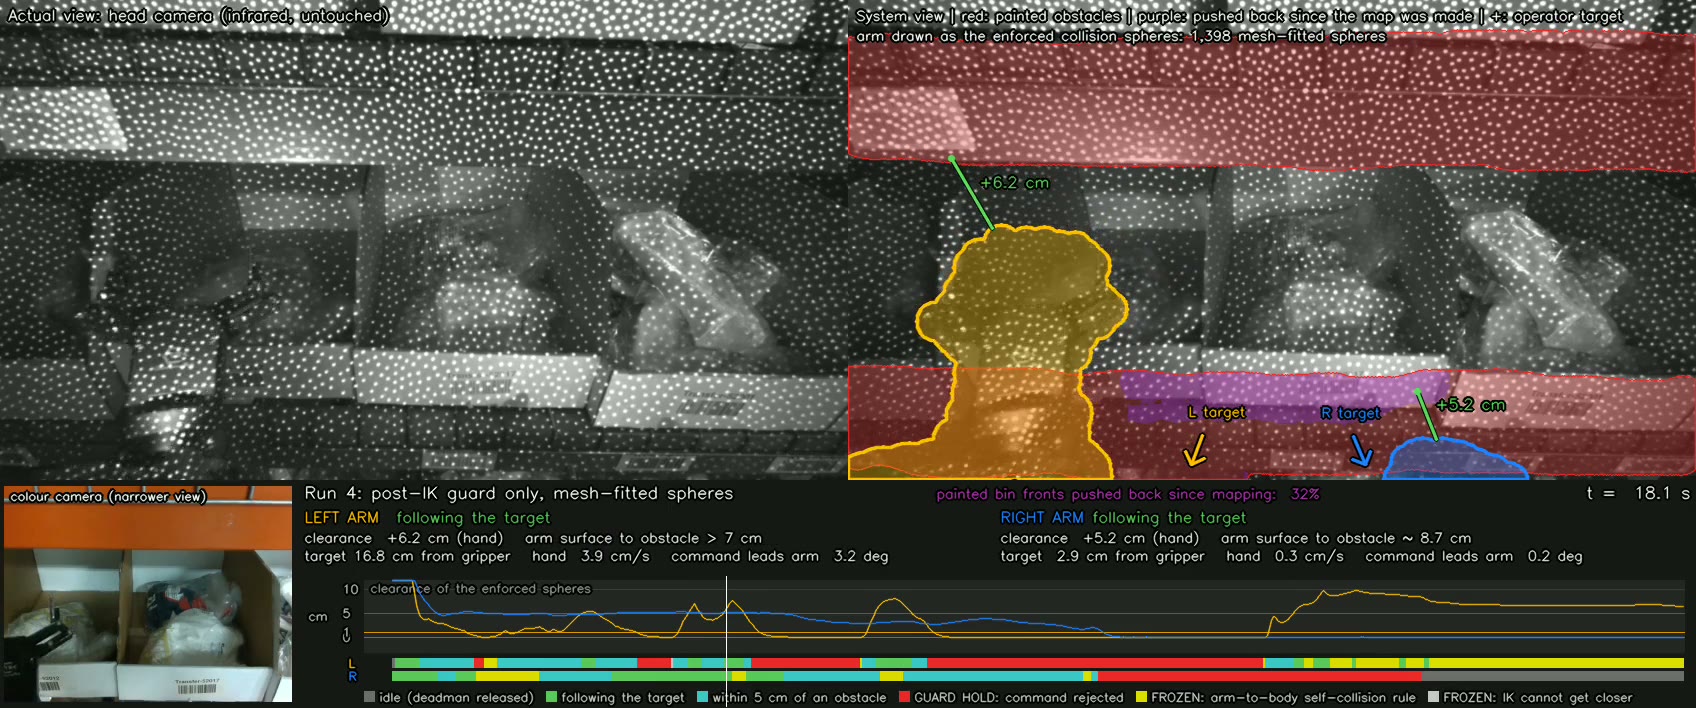 Actual view: head camera (infrared, untouched)
System view | red: painted obstacles | purple: pushed back since the map was made | +: operator target
arm drawn as the enforced collision spheres: 1,398 mesh-fitted spheres
+6.2 cm
L target
R target
+5.2 cm
colour camera (narrower view)
Transfer-S2017
Run 4: post-IK guard only, mesh-fitted spheres
painted bin fronts pushed back since mapping: 32%
t = 18.1 s
LEFT ARM following the target
clearance +6.2 cm (hand) arm surface to obstacle > 7 cm
target 16.8 cm from gripper hand 3.9 cm/s command leads arm 3.2 deg
RIGHT ARM following the target
clearance +5.2 cm (hand) arm surface to obstacle ~ 8.7 cm
target 2.9 cm from gripper hand 0.3 cm/s command leads arm 0.2 deg
clearance of the enforced spheres
10
cm 5
1
0
L
R
idle (deadman released)
following the target
within 5 cm of an obstacle
GUARD HOLD: command rejected
FROZEN: arm-to-body self-collision rule
FROZEN: IK cannot get closer